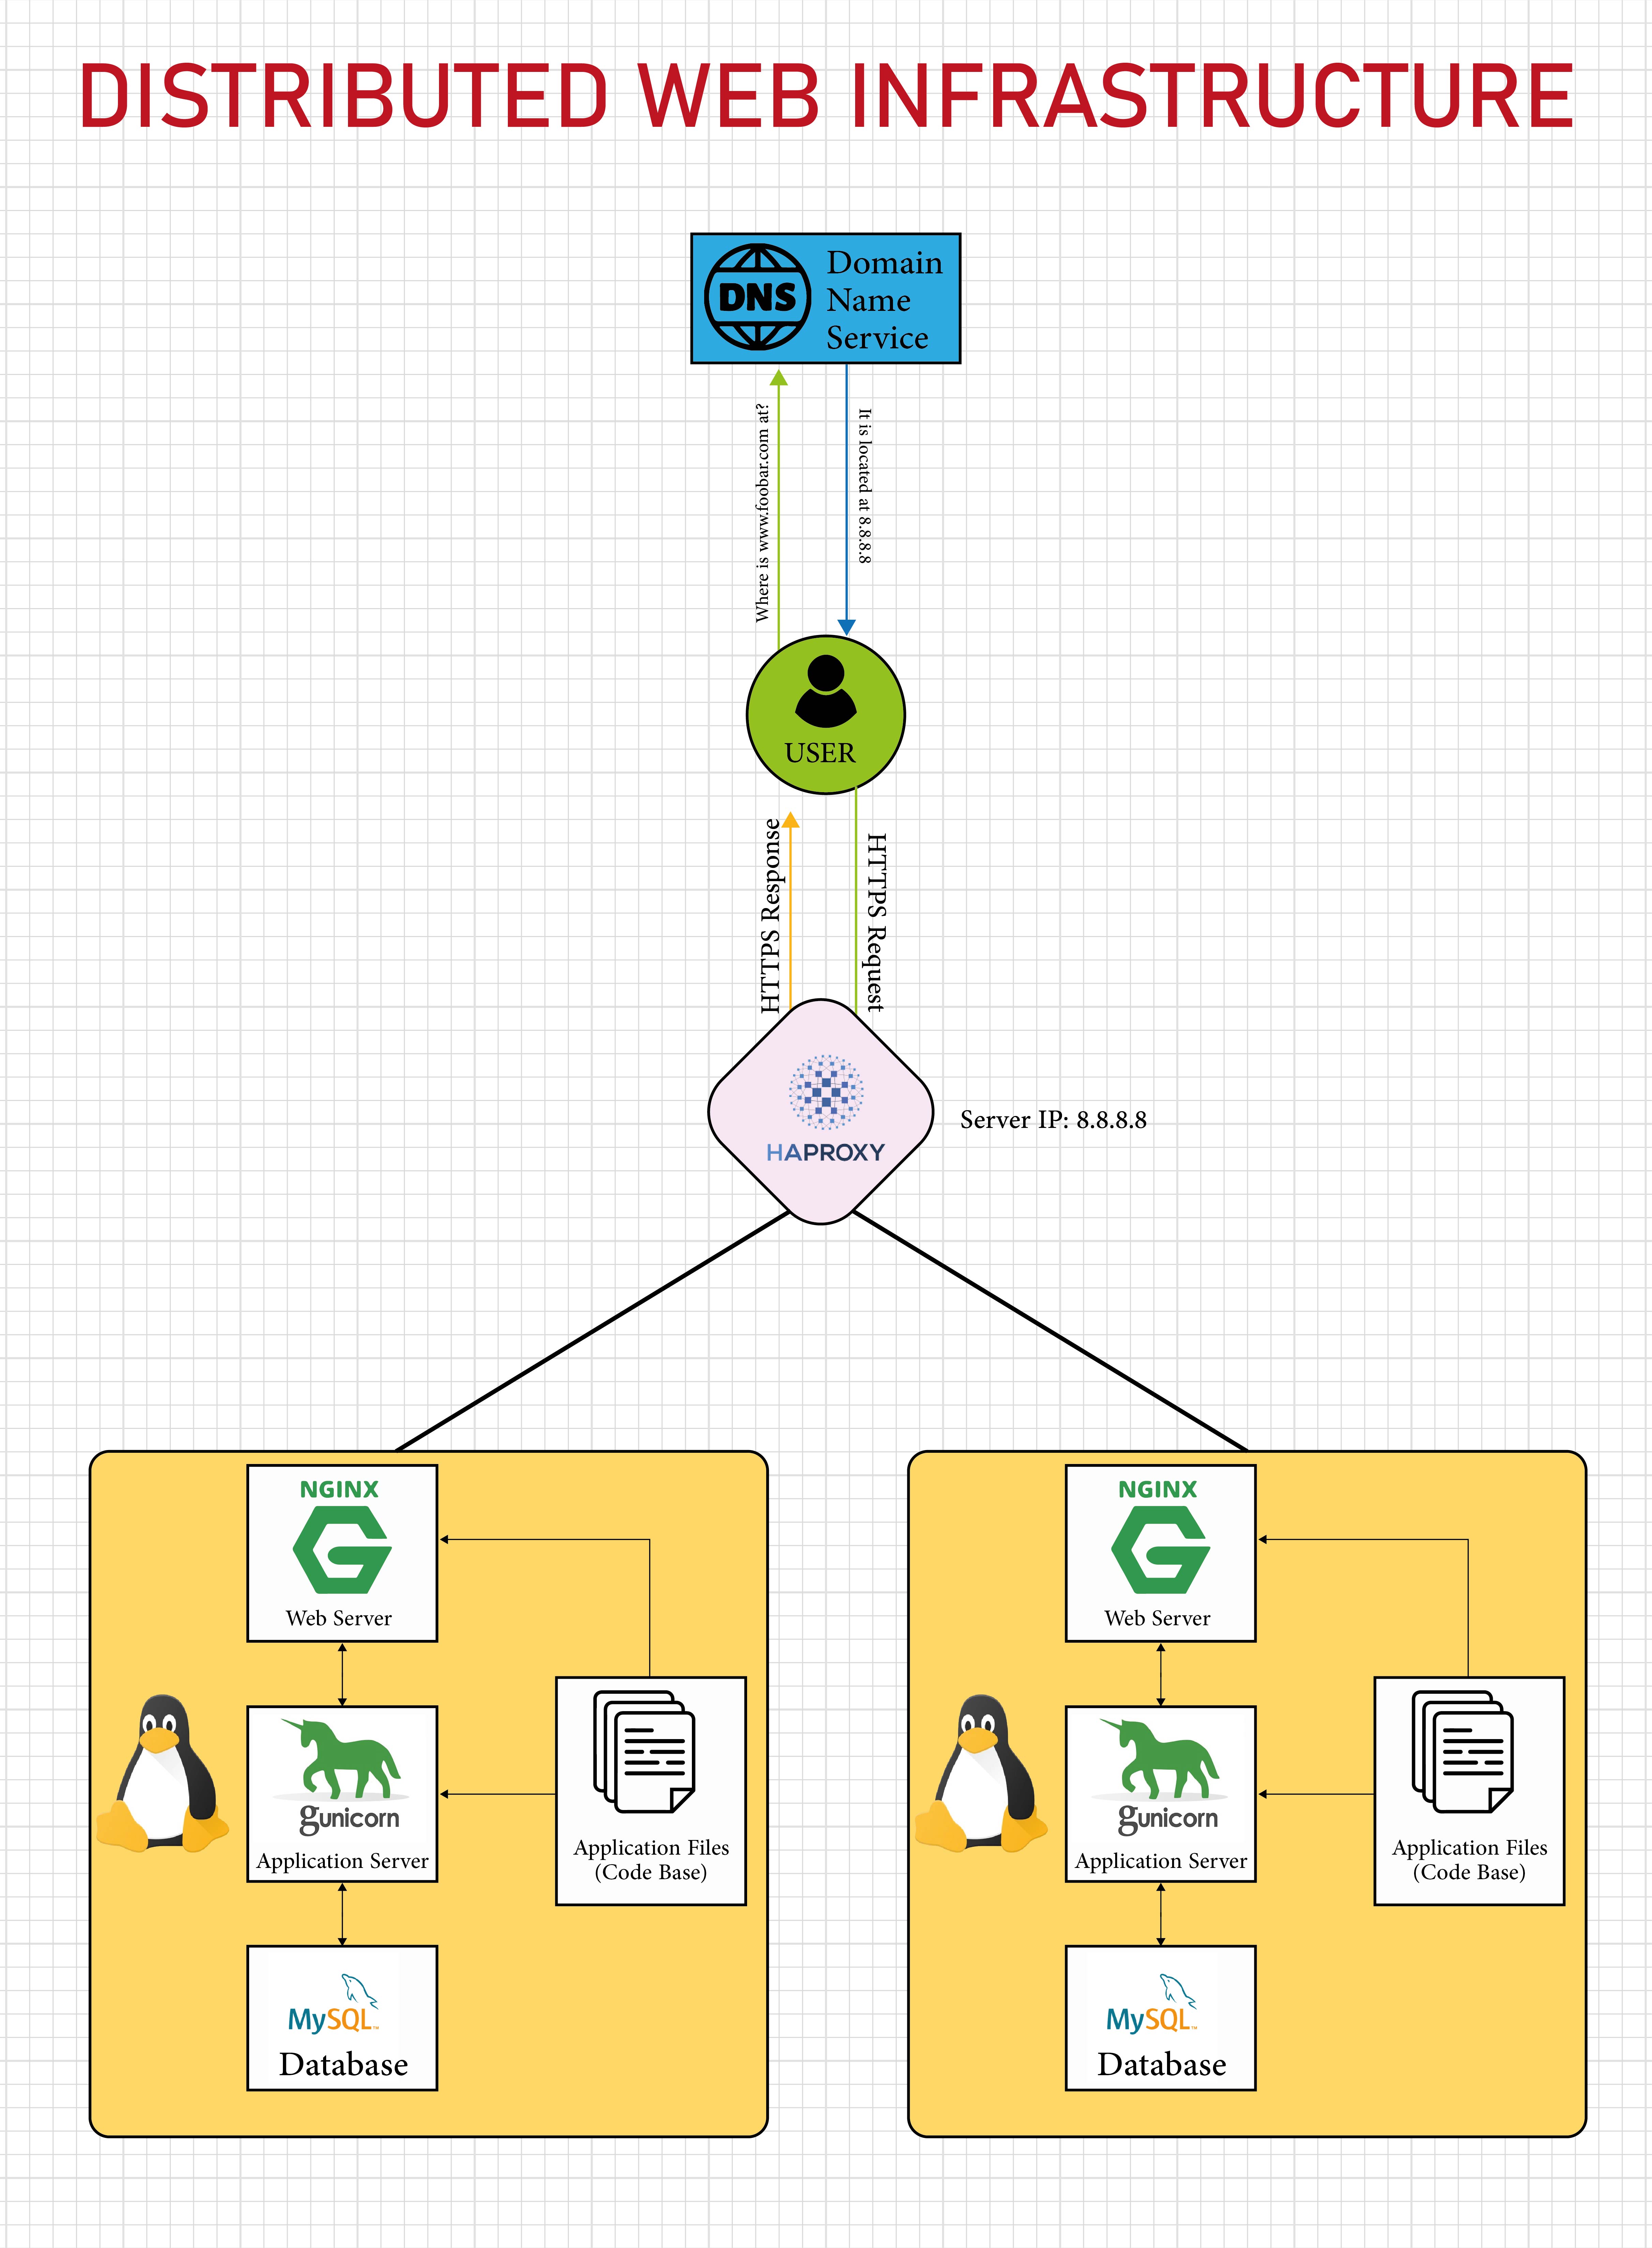 DISTRIBUTED WEB INFRASTRUCTURE
DNS
Domain
Name
Service
Where is www.foobar.com at?
It is located at 8.8.8.8
USER
HTTPS Response
HTTPS Request
HAPROXY
Server IP: 8.8.8.8
NGINX
Web Server
gunicorn
Application Server
Application Files
(Code Base)
MySQL™
Database
NGINX
Web Server
gunicorn
Application Server
Application Files
(Code Base)
MySQL™
Database